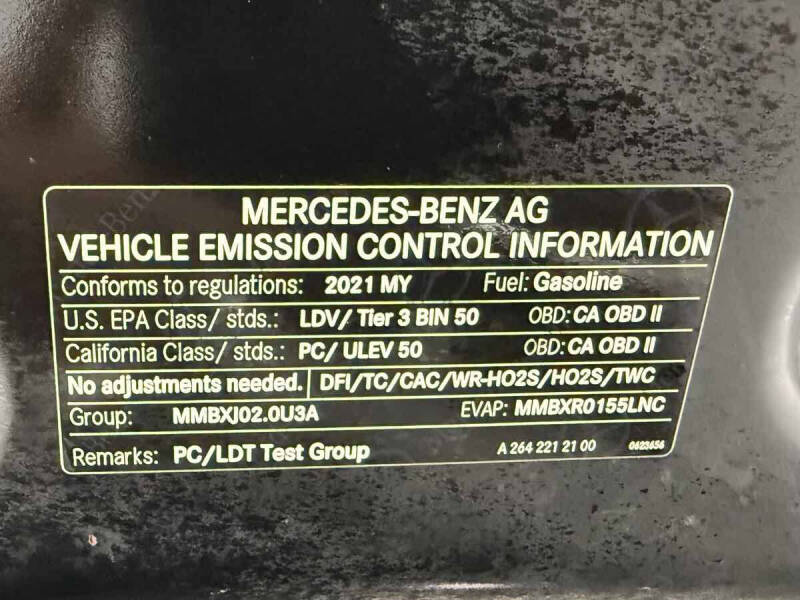 MERCEDES-BENZ AG
VEHICLE EMISSION CONTROL INFORMATION
Conforms to regulations: 2021 MY Fuel: Gasoline
U.S. EPA Class/ stds.: LDV/ Tier 3 BIN 50 OBD: CA OBD II
California Class/ stds.: PC/ ULEV 50 OBD: CA OBD II
No adjustments needed. DFI/TC/CAC/WR-HO2S/HO2S/TWC
Group: MMBXJ02.0U3A EVAP: MMBXR0155LNC
Remarks: PC/LDT Test Group A 264 221 21 00 0623656